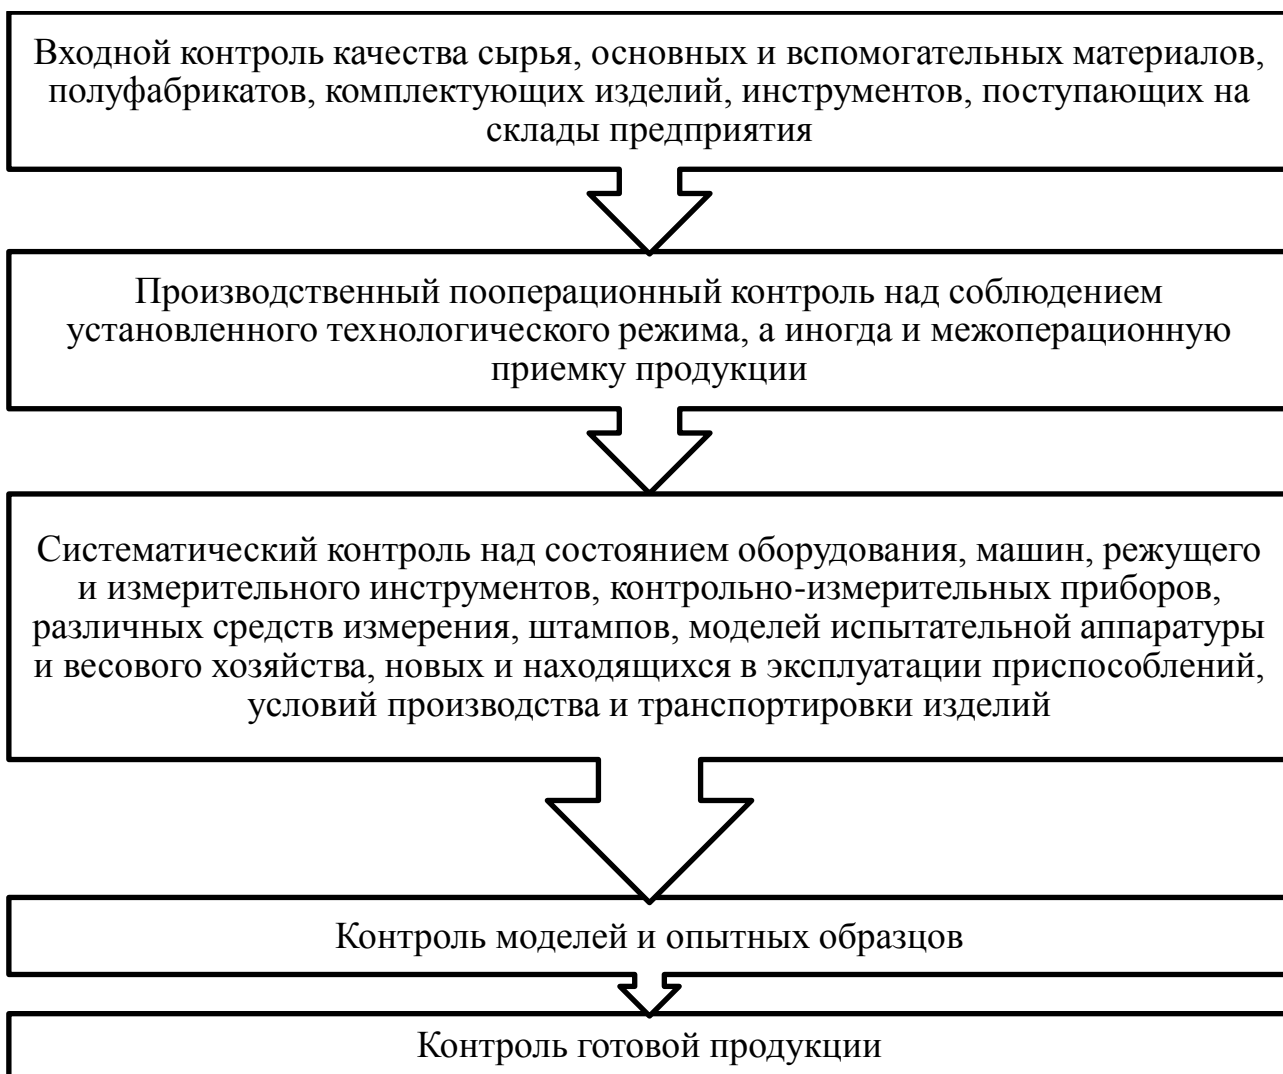 Входной контроль качества сырья, основных и вспомогательных материалов,
полуфабрикатов, комплектующих изделий, инструментов, поступающих на
склады предприятия
Производственный пооперационный контроль над соблюдением
установленного технологического режима, а иногда и межоперационную
приемку продукции
Систематический контроль над состоянием оборудования, машин, режущего
и измерительного инструментов, контрольно-измерительных приборов,
различных средств измерения, штампов, моделей испытательной аппаратуры
и весового хозяйства, новых и находящихся в эксплуатации приспособлений,
условий производства и транспортировки изделий
Контроль моделей и опытных образцов
Контроль готовой продукции